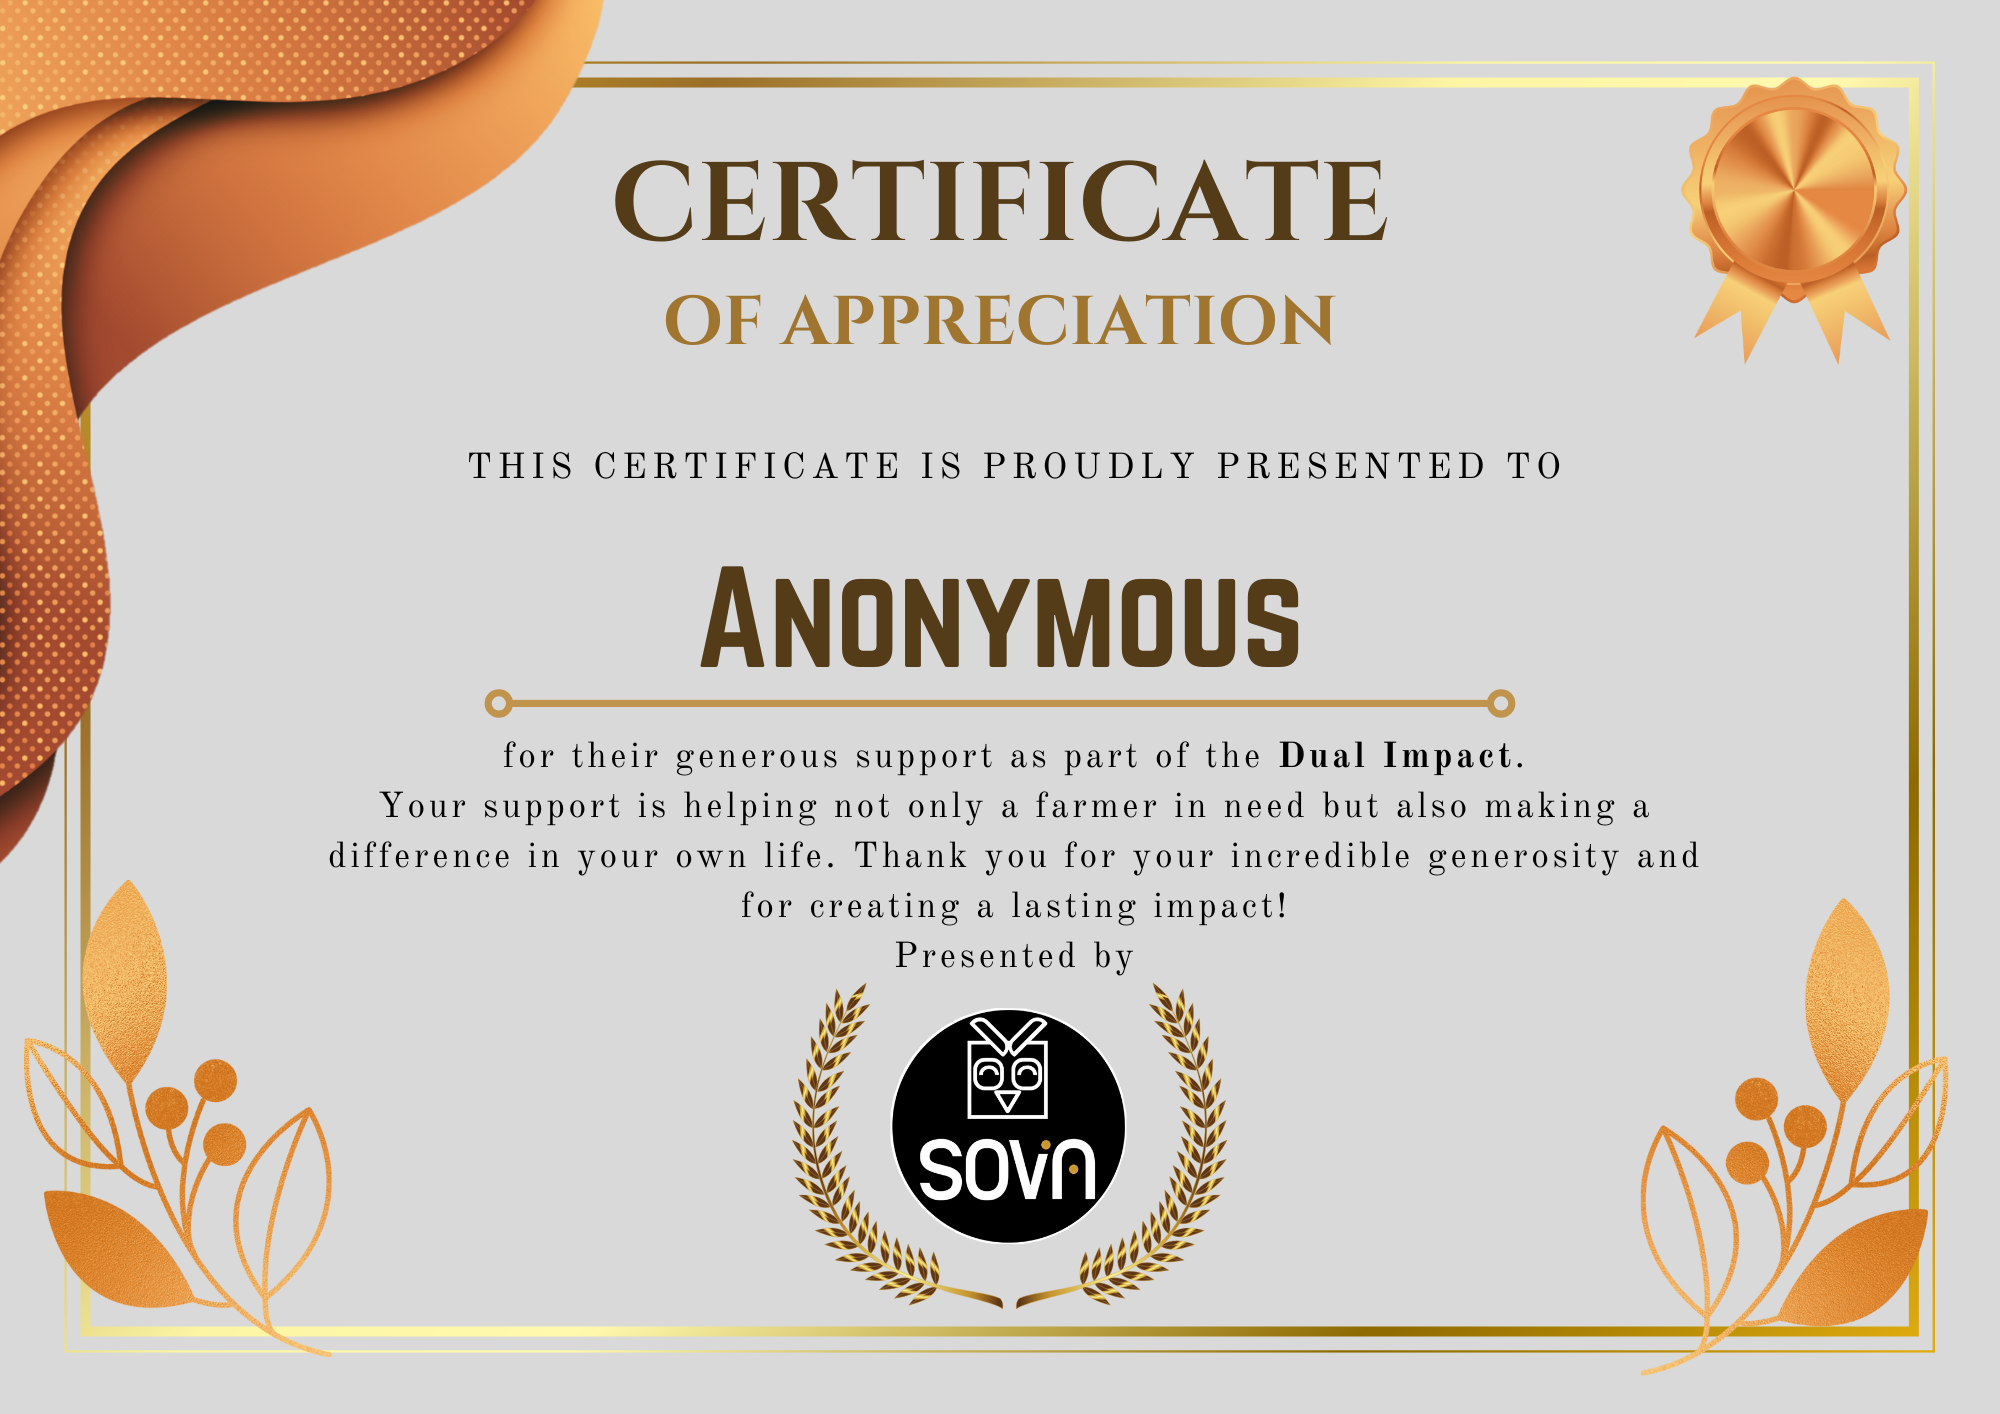 CERTIFICATE
OF APPRECIATION
THIS CERTIFICATE IS PROUDLY PRESENTED TO
ANONYMOUS
for their generous support as part of the Dual Impact.
Your support is helping not only a farmer in need but also making a
difference in your own life. Thank you for your incredible generosity and
for creating a lasting impact!
Presented by
SOVA